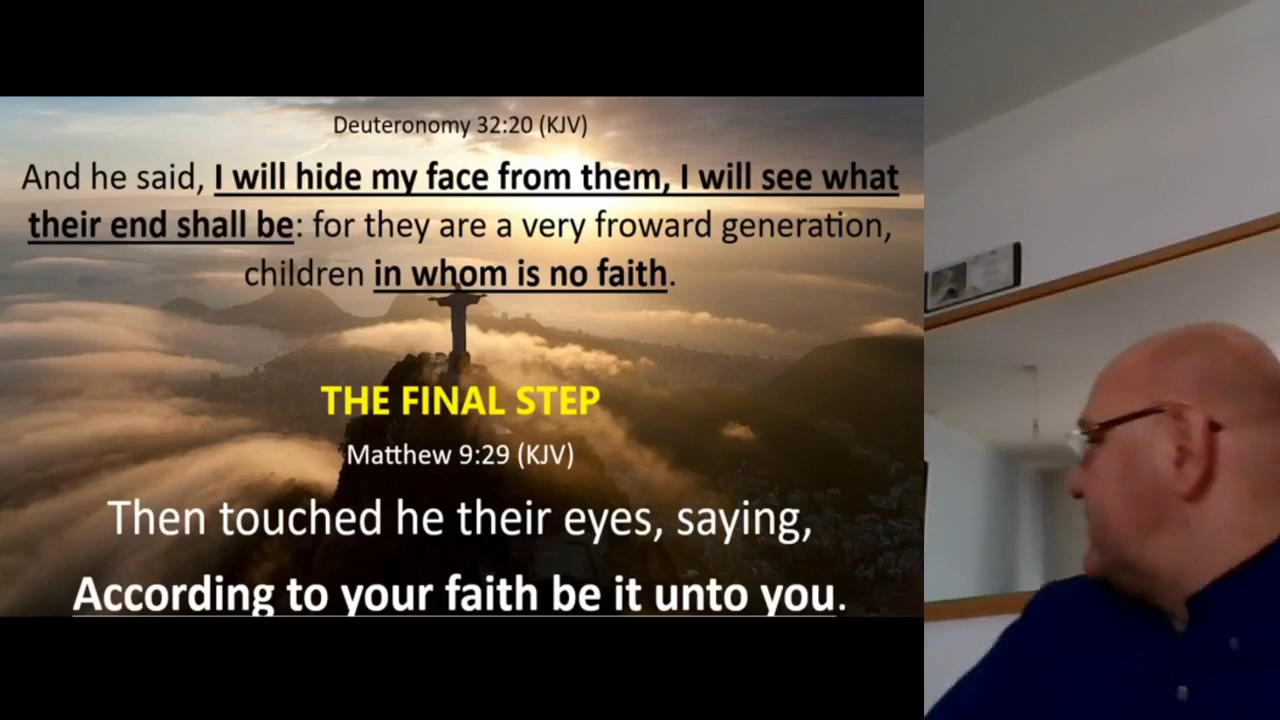 Deuteronomy 32:20 (KJV)
And he said, I will hide my face from them, I will see what
their end shall be: for they are a very froward generation,
children in whom is no faith.
THE FINAL STEP
Matthew 9:29 (KJV)
Then touched he their eyes, saying,
According to your faith be it unto you.